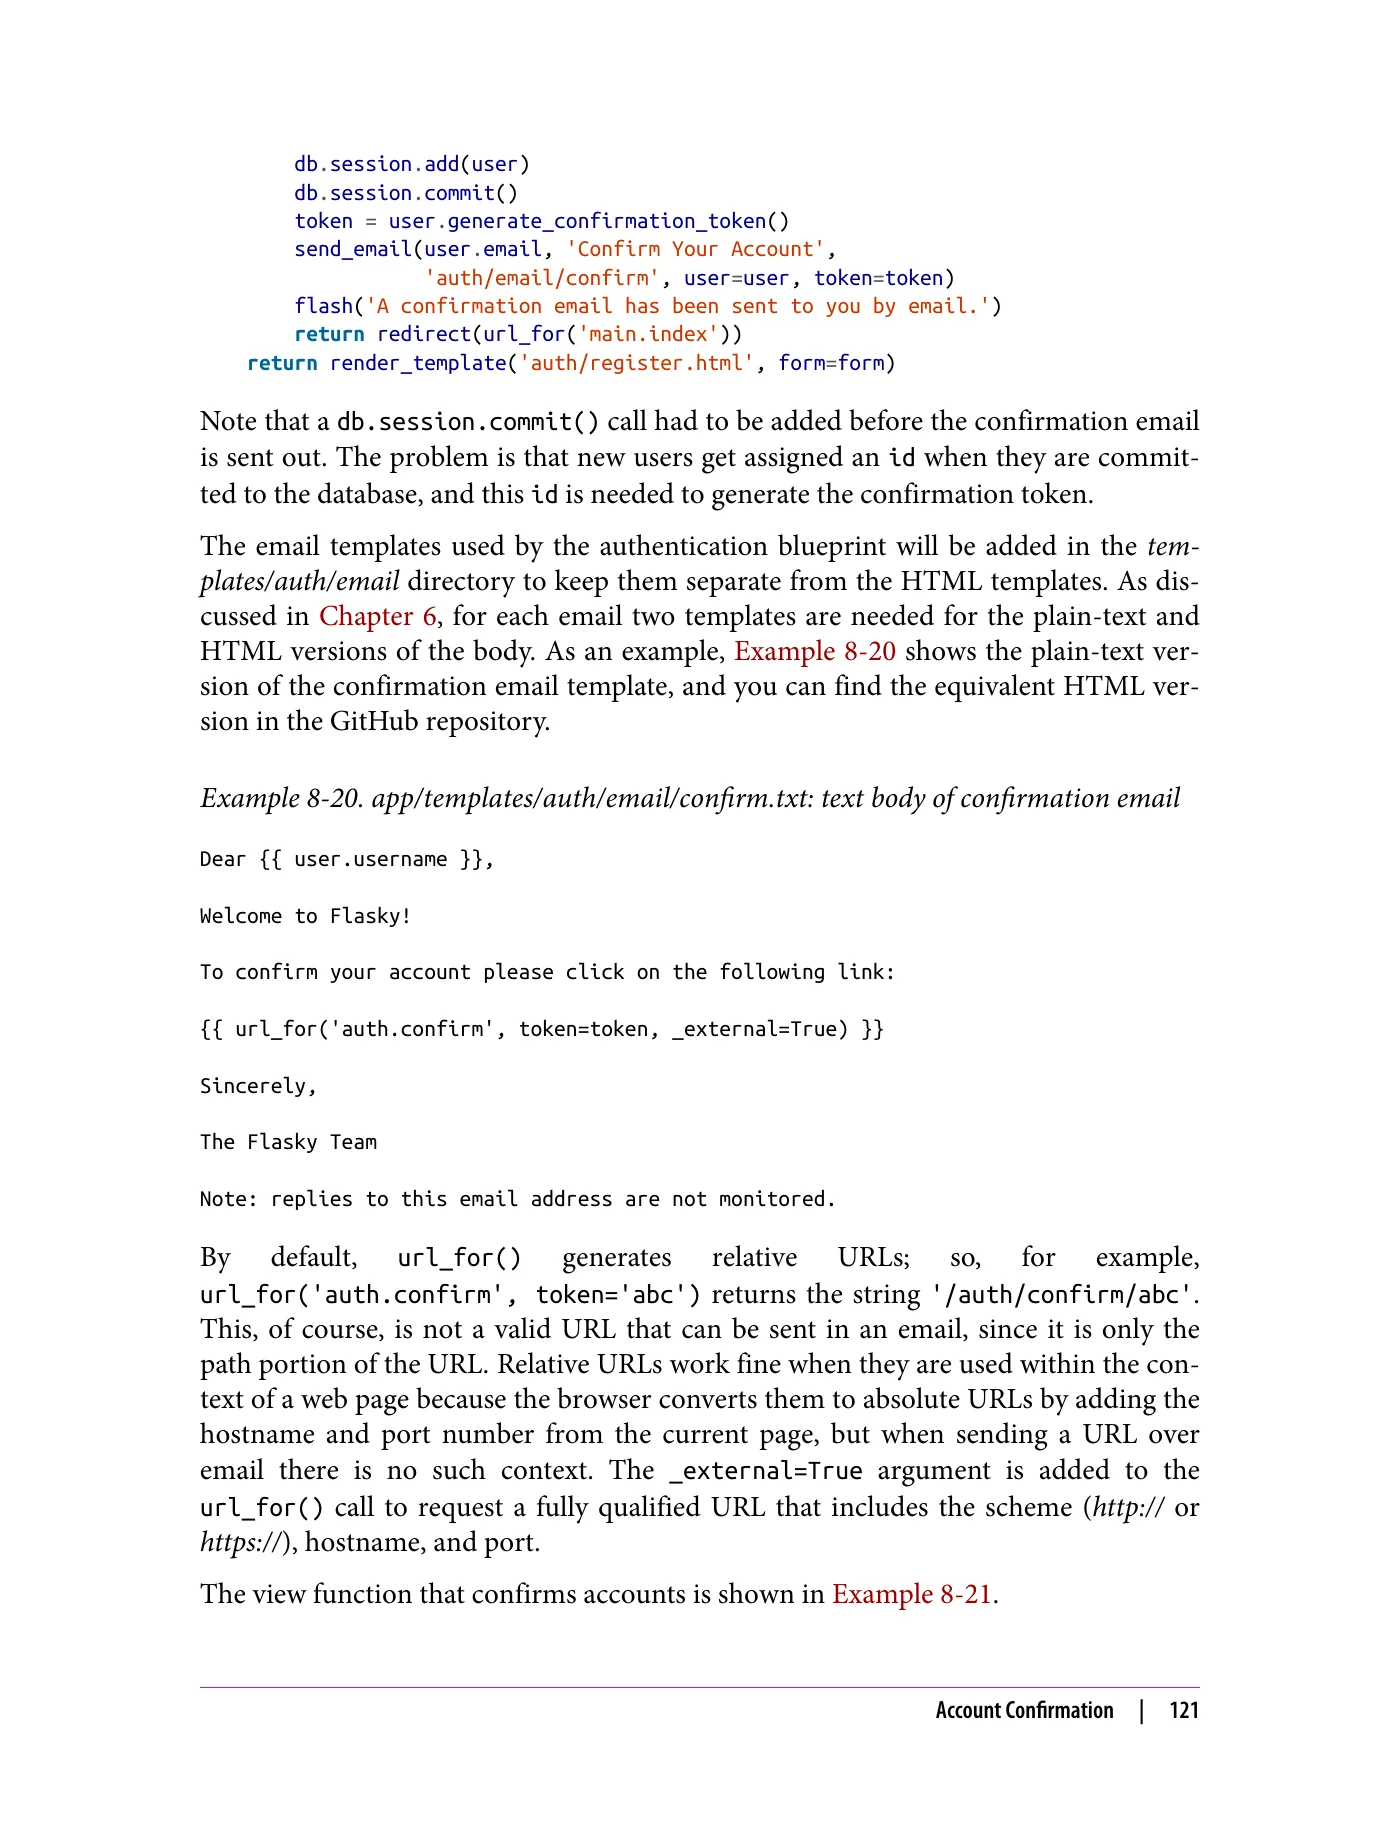 db.session.add(user)
db.session.commit()
token = user.generate_confirmation_token()
send_email(user.email, 'Confirm Your Account',
'auth/email/confirm', user=user, token=token)
flash('A confirmation email has been sent to you by email.')
return redirect(url_for('main.index'))
return render_template('auth/register.html', form=form)
Note that a db.session.commit() call had to be added before the confirmation email
is sent out. The problem is that new users get assigned an id when they are commit-
ted to the database, and this id is needed to generate the confirmation token.
The email templates used by the authentication blueprint will be added in the tem-
plates/auth/email directory to keep them separate from the HTML templates. As dis-
cussed in Chapter 6, for each email two templates are needed for the plain-text and
HTML versions of the body. As an example, Example 8-20 shows the plain-text ver-
sion of the confirmation email template, and you can find the equivalent HTML ver-
sion in the GitHub repository.
Example 8-20. app/templates/auth/email/confirm.txt: text body of confirmation email
Dear {{ user.username }},
Welcome to Flasky!
To confirm your account please click on the following link:
{{ url_for('auth.confirm', token=token, _external=True) }}
Sincerely,
The Flasky Team
Note: replies to this email address are not monitored.
By default, url_for() generates relative URLs; so, for example,
url_for('auth.confirm', token='abc') returns the string '/auth/confirm/abc'.
This, of course, is not a valid URL that can be sent in an email, since it is only the
path portion of the URL. Relative URLs work fine when they are used within the con-
text of a web page because the browser converts them to absolute URLs by adding the
hostname and port number from the current page, but when sending a URL over
email there is no such context. The _external=True argument is added to the
url_for() call to request a fully qualified URL that includes the scheme (http:// or
https://), hostname, and port.
The view function that confirms accounts is shown in Example 8-21.
Account Confirmation | 121